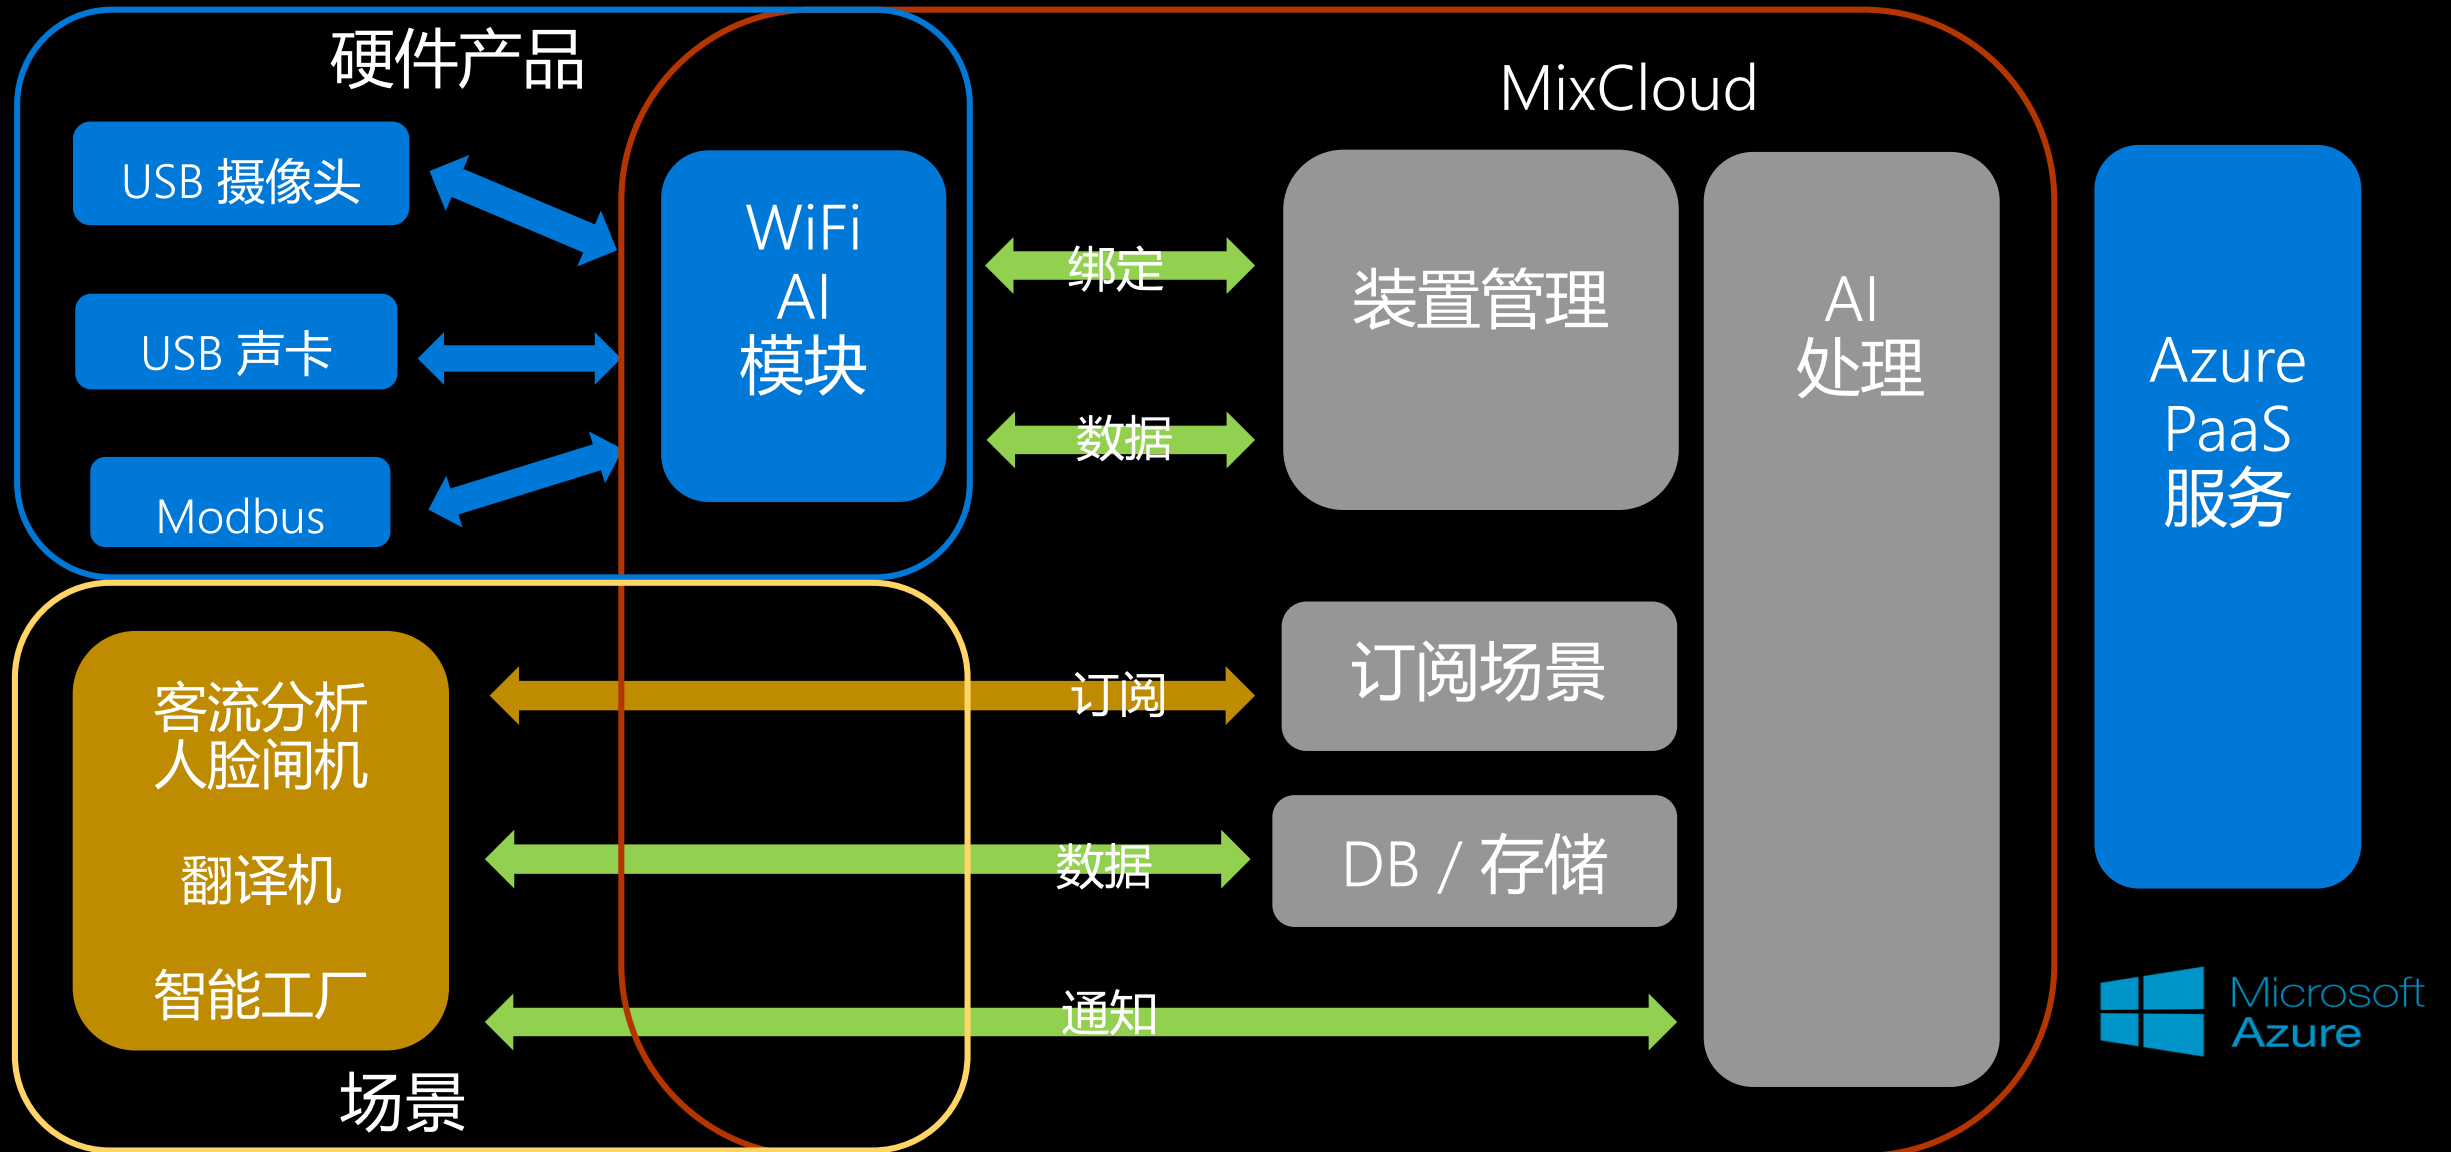 硬件产品
USB 摄像头
USB 声卡
Modbus
WiFi
AI
模块
绑定
数据
MixCloud
装置管理
AI
处理
Azure
PaaS
服务
客流分析
人脸闸机
翻译机
智能工厂
场景
订阅
数据
通知
订阅场景
DB / 存储
Microsoft
Azure